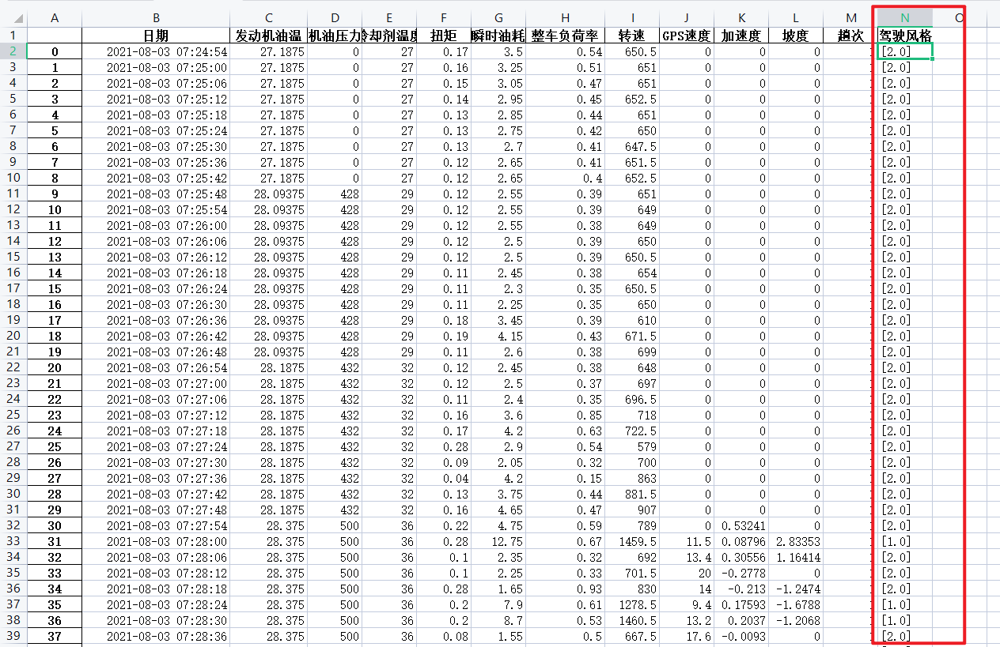 A B C D E F G H I J K L M N O
1 日期 发动机油温 机油压力 冷却剂温度 扭矩 瞬时油耗 整车负荷率 转速 GPS速度 加速度 坡度 趟次 驾驶风格
2 0 2021-08-03 07:24:54 27.1875 0 27 0.17 3.5 0.54 650.5 0 0 0 [2.0]
3 1 2021-08-03 07:25:00 27.1875 0 27 0.16 3.25 0.51 651 0 0 0 [2.0]
4 2 2021-08-03 07:25:06 27.1875 0 27 0.15 3.05 0.47 651 0 0 0 [2.0]
5 3 2021-08-03 07:25:12 27.1875 0 27 0.14 2.95 0.45 652.5 0 0 0 [2.0]
6 4 2021-08-03 07:25:18 27.1875 0 27 0.13 2.85 0.44 651 0 0 0 [2.0]
7 5 2021-08-03 07:25:24 27.1875 0 27 0.13 2.75 0.42 650 0 0 0 [2.0]
8 6 2021-08-03 07:25:30 27.1875 0 27 0.13 2.7 0.41 647.5 0 0 0 [2.0]
9 7 2021-08-03 07:25:36 27.1875 0 27 0.12 2.65 0.41 651.5 0 0 0 [2.0]
10 8 2021-08-03 07:25:42 27.1875 0 27 0.12 2.65 0.4 652.5 0 0 0 [2.0]
11 9 2021-08-03 07:25:48 28.09375 428 29 0.12 2.55 0.39 651 0 0 0 [2.0]
12 10 2021-08-03 07:25:54 28.09375 428 29 0.12 2.55 0.39 649 0 0 0 [2.0]
13 11 2021-08-03 07:26:00 28.09375 428 29 0.12 2.55 0.38 649 0 0 0 [2.0]
14 12 2021-08-03 07:26:06 28.09375 428 29 0.12 2.5 0.39 650 0 0 0 [2.0]
15 13 2021-08-03 07:26:12 28.09375 428 29 0.12 2.5 0.39 650.5 0 0 0 [2.0]
16 14 2021-08-03 07:26:18 28.09375 428 29 0.11 2.45 0.38 654 0 0 0 [2.0]
17 15 2021-08-03 07:26:24 28.09375 428 29 0.11 2.3 0.35 650.5 0 0 0 [2.0]
18 16 2021-08-03 07:26:30 28.09375 428 29 0.11 2.25 0.35 650 0 0 0 [2.0]
19 17 2021-08-03 07:26:36 28.09375 428 29 0.18 3.45 0.39 610 0 0 0 [2.0]
20 18 2021-08-03 07:26:42 28.09375 428 29 0.19 4.15 0.43 671.5 0 0 0 [2.0]
21 19 2021-08-03 07:26:48 28.09375 428 29 0.11 2.6 0.38 699 0 0 0 [2.0]
22 20 2021-08-03 07:26:54 28.1875 432 32 0.12 2.45 0.38 648 0 0 0 [2.0]
23 21 2021-08-03 07:27:00 28.1875 432 32 0.12 2.5 0.37 697 0 0 0 [2.0]
24 22 2021-08-03 07:27:06 28.1875 432 32 0.11 2.4 0.35 696.5 0 0 0 [2.0]
25 23 2021-08-03 07:27:12 28.1875 432 32 0.16 3.6 0.85 718 0 0 0 [2.0]
26 24 2021-08-03 07:27:18 28.1875 432 32 0.17 4.2 0.63 722.5 0 0 0 [2.0]
27 25 2021-08-03 07:27:24 28.1875 432 32 0.28 2.9 0.54 579 0 0 0 [2.0]
28 26 2021-08-03 07:27:30 28.1875 432 32 0.09 2.05 0.32 700 0 0 0 [2.0]
29 27 2021-08-03 07:27:36 28.1875 432 32 0.04 4.2 0.15 863 0 0 0 [2.0]
30 28 2021-08-03 07:27:42 28.1875 432 32 0.13 3.75 0.44 881.5 0 0 0 [2.0]
31 29 2021-08-03 07:27:48 28.1875 432 32 0.16 4.65 0.47 907 0 0 0 [2.0]
32 30 2021-08-03 07:27:54 28.375 500 36 0.22 4.75 0.59 789 0 0.53241 0 [2.0]
33 31 2021-08-03 07:28:00 28.375 500 36 0.28 12.75 0.67 1459.5 11.5 0.08796 2.83353 [1.0]
34 32 2021-08-03 07:28:06 28.375 500 36 0.1 2.35 0.32 692 13.4 0.30556 1.16414 [2.0]
35 33 2021-08-03 07:28:12 28.375 500 36 0.1 2.25 0.33 701.5 20 -0.2778 0 [2.0]
36 34 2021-08-03 07:28:18 28.375 500 36 0.28 1.65 0.93 830 14 -0.213 -1.2474 [2.0]
37 35 2021-08-03 07:28:24 28.375 500 36 0.2 7.9 0.61 1278.5 9.4 0.17593 -1.6788 [1.0]
38 36 2021-08-03 07:28:30 28.375 500 36 0.2 8.7 0.53 1460.5 13.2 0.2037 -1.2068 [1.0]
39 37 2021-08-03 07:28:36 28.375 500 36 0.08 1.55 0.5 667.5 17.6 -0.0093 0 [2.0]